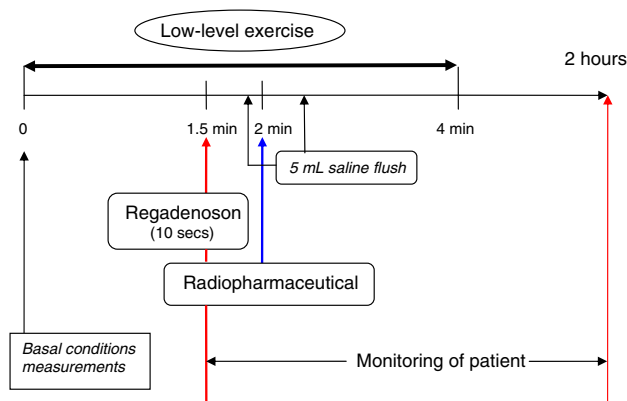 Low-level exercise
2 hours
0
1.5 min
2 min
4 min
5 mL saline flush
Regadenoson
(10 secs)
Radiopharmaceutical
Basal conditions
measurements
Monitoring of patient